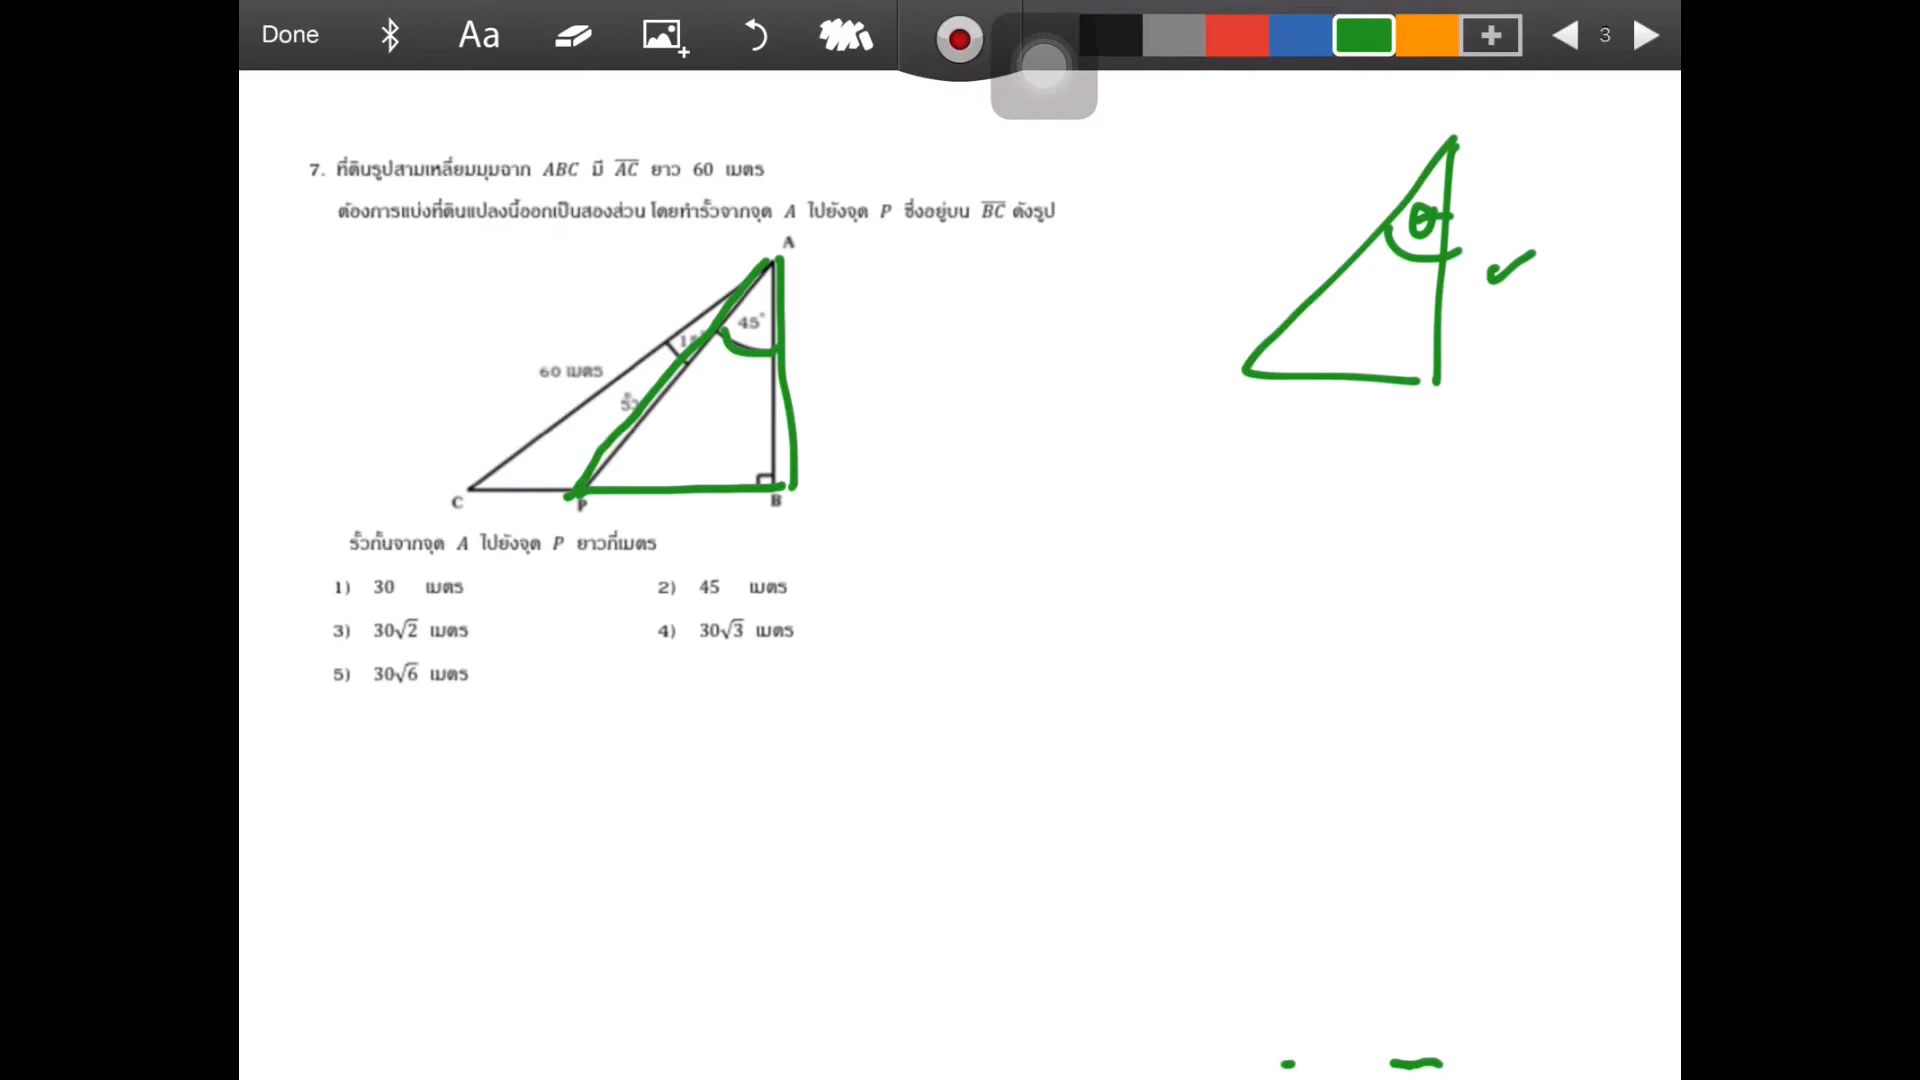 Done
Aa
3
7. ที่ดินรูปสามเหลี่ยมมุมฉาก ABC มี AC ยาว 60 เมตร
ต้องการแบ่งที่ดินแปลงนี้ออกเป็นสองส่วน โดยทำรั้วจากจุด A ไปยังจุด P ซึ่งอยู่บน BC ดังรูป
A
θ
45°
60 เมตร
รั้ว
C
P
B
รั้วกั้นจากจุด A ไปยังจุด P ยาวกี่เมตร
1) 30 เมตร 2) 45 เมตร
3) 30√2 เมตร 4) 30√3 เมตร
5) 30√6 เมตร